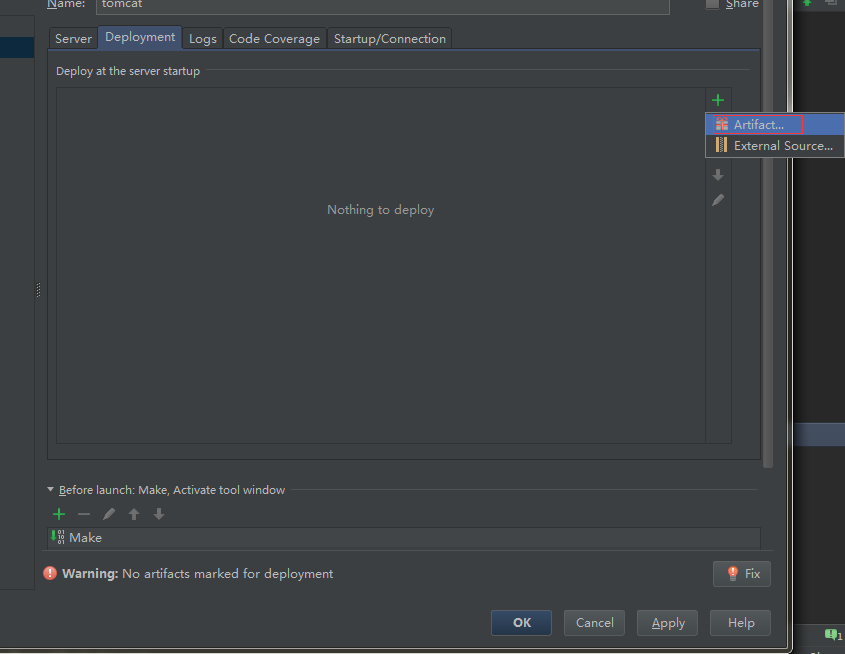 Name: tomcat Share
Server Deployment Logs Code Coverage Startup/Connection
Deploy at the server startup
Artifact...
External Source...
Nothing to deploy
Before launch: Make, Activate tool window
Make
Warning: No artifacts marked for deployment Fix
OK Cancel Apply Help
1